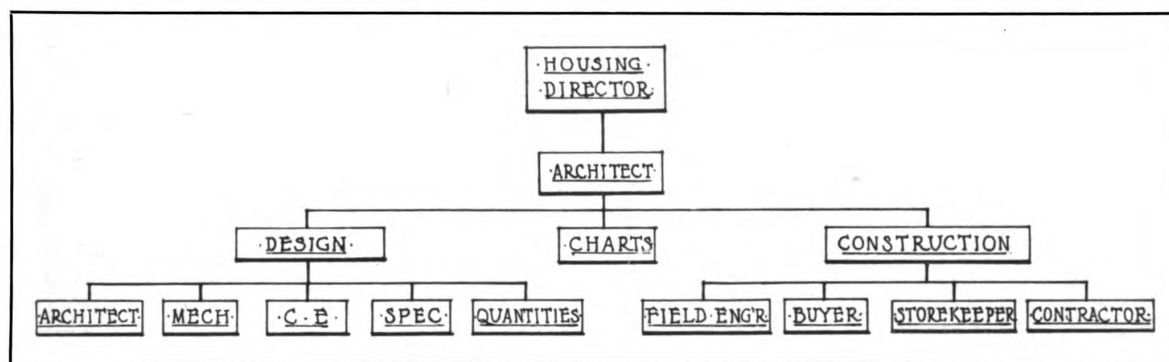 ·HOUSING·
·DIRECTOR·
·ARCHITECT·
·DESIGN·
·CHARTS·
CONSTRUCTION
·ARCHITECT·
·MECH·
·C·E·
·SPEC·
QUANTITIES
·FIELD·ENG'R·
·BUYER·
STOREKEEPER
CONTRACTOR·